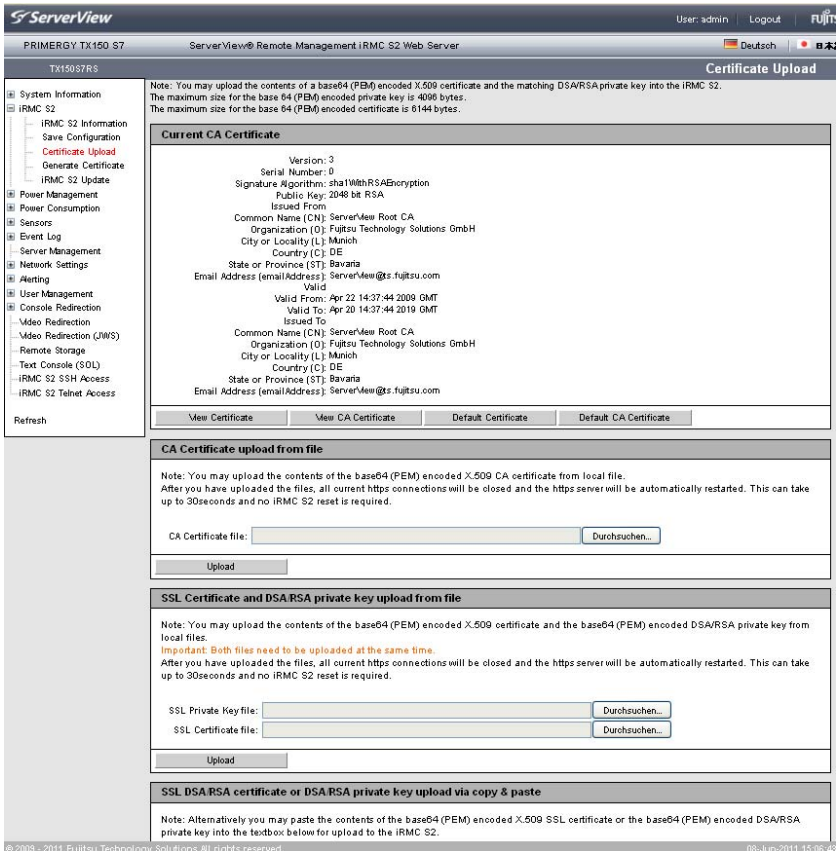 ServerView
User: admin Logout
PRIMERGY TX150 S7 ServerView® Remote Management iRMC S2 Web Server Deutsch
TX150S7RS Certificate Upload
System Information
iRMC S2
iRMC S2 Information
Save Configuration
Certificate Upload
Generate Certificate
iRMC S2 Update
Power Management
Power Consumption
Sensors
Event Log
Server Management
Network Settings
Alerting
User Management
Console Redirection
Video Redirection
Video Redirection (JWS)
Remote Storage
Text Console (SOL)
iRMC S2 SSH Access
iRMC S2 Telnet Access
Refresh
Note: You may upload the contents of a base64 (PEM) encoded X.509 certificate and the matching DSA/RSA private key into the iRMC S2.
The maximum size for the base 64 (PEM) encoded private key is 4096 bytes.
The maximum size for the base 64 (PEM) encoded certificate is 6144 bytes.
Current CA Certificate
Version: 3
Serial Number: 0
Signature Algorithm: sha1WithRSAEncryption
Public Key: 2048 bit RSA
Issued From
Common Name (CN): ServerView Root CA
Organization (O): Fujitsu Technology Solutions GmbH
City or Locality (L): Munich
Country (C): DE
State or Province (ST): Bavaria
Email Address (emailAddress): ServerView@ts.fujitsu.com
Valid
Valid From: Apr 22 14:37:44 2009 GMT
Valid To: Apr 20 14:37:44 2019 GMT
Issued To
Common Name (CN): ServerView Root CA
Organization (O): Fujitsu Technology Solutions GmbH
City or Locality (L): Munich
Country (C): DE
State or Province (ST): Bavaria
Email Address (emailAddress): ServerView@ts.fujitsu.com
View Certificate View CA Certificate Default Certificate Default CA Certificate
CA Certificate upload from file
Note: You may upload the contents of the base64 (PEM) encoded X.509 CA certificate from local file.
After you have uploaded the files, all current https connections will be closed and the https server will be automatically restarted. This can take
up to 30seconds and no iRMC S2 reset is required.
CA Certificate file: Durchsuchen...
Upload
SSL Certificate and DSA/RSA private key upload from file
Note: You may upload the contents of the base64 (PEM) encoded X.509 certificate and the base64 (PEM) encoded DSA/RSA private key from
local files.
Important: Both files need to be uploaded at the same time.
After you have uploaded the files, all current https connections will be closed and the https server will be automatically restarted. This can take
up to 30seconds and no iRMC S2 reset is required.
SSL Private Key file: Durchsuchen...
SSL Certificate file: Durchsuchen...
Upload
SSL DSA/RSA certificate or DSA/RSA private key upload via copy & paste
Note: Alternatively you may paste the contents of the base64 (PEM) encoded X.509 SSL certificate or the base64 (PEM) encoded DSA/RSA
private key into the textbox below for upload to the iRMC S2.
© 2009 - 2011 Fujitsu Technology Solutions All rights reserved. 08-Jun-2011 15:06:48